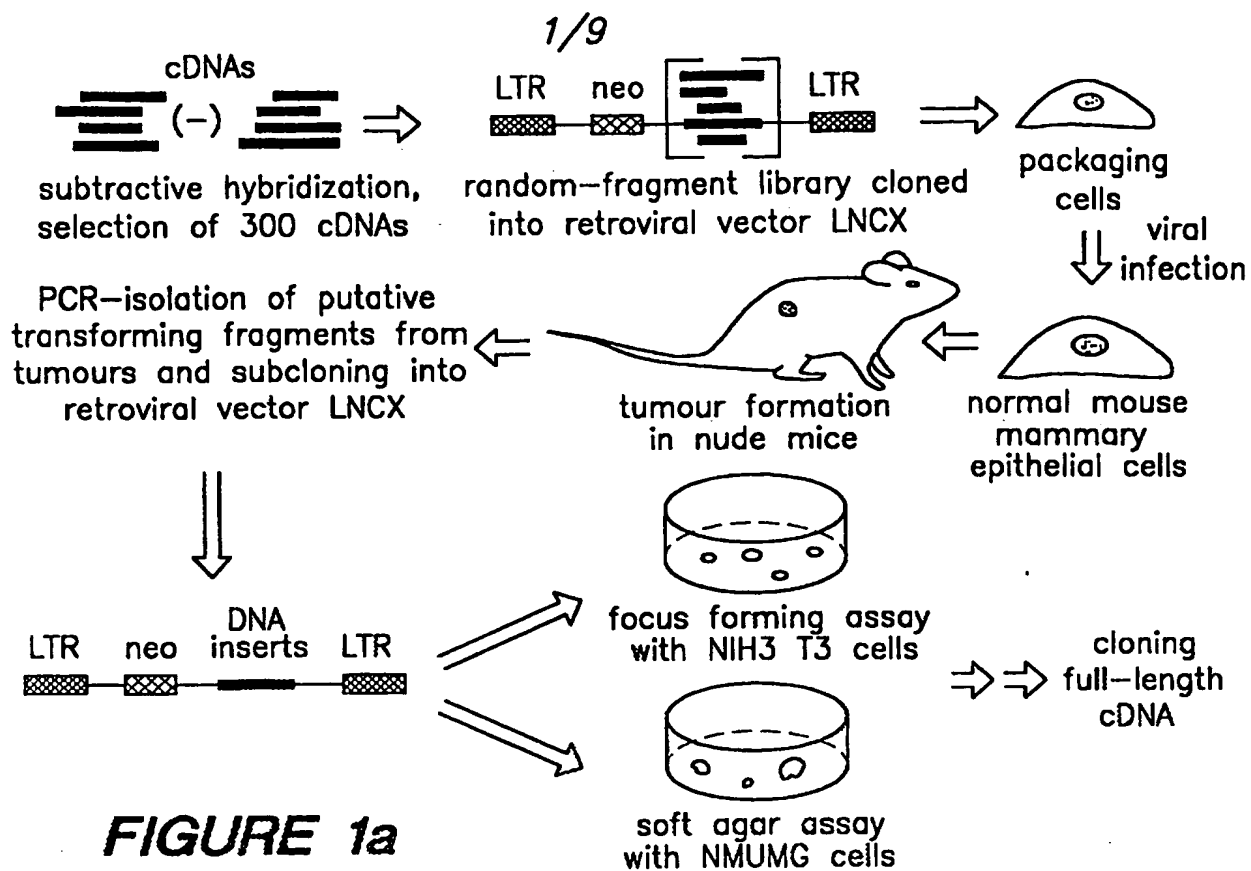 1/9
cDNAs
(-)
subtractive hybridization,
selection of 300 cDNAs
LTR neo LTR
random-fragment library cloned
into retroviral vector LNCX
packaging
cells
viral
infection
normal mouse
mammary
epithelial cells
tumour formation
in nude mice
PCR-isolation of putative
transforming fragments from
tumours and subcloning into
retroviral vector LNCX
LTR neo DNA inserts LTR
focus forming assay
with NIH3 T3 cells
soft agar assay
with NMUMG cells
cloning
full-length
cDNA
FIGURE 1a